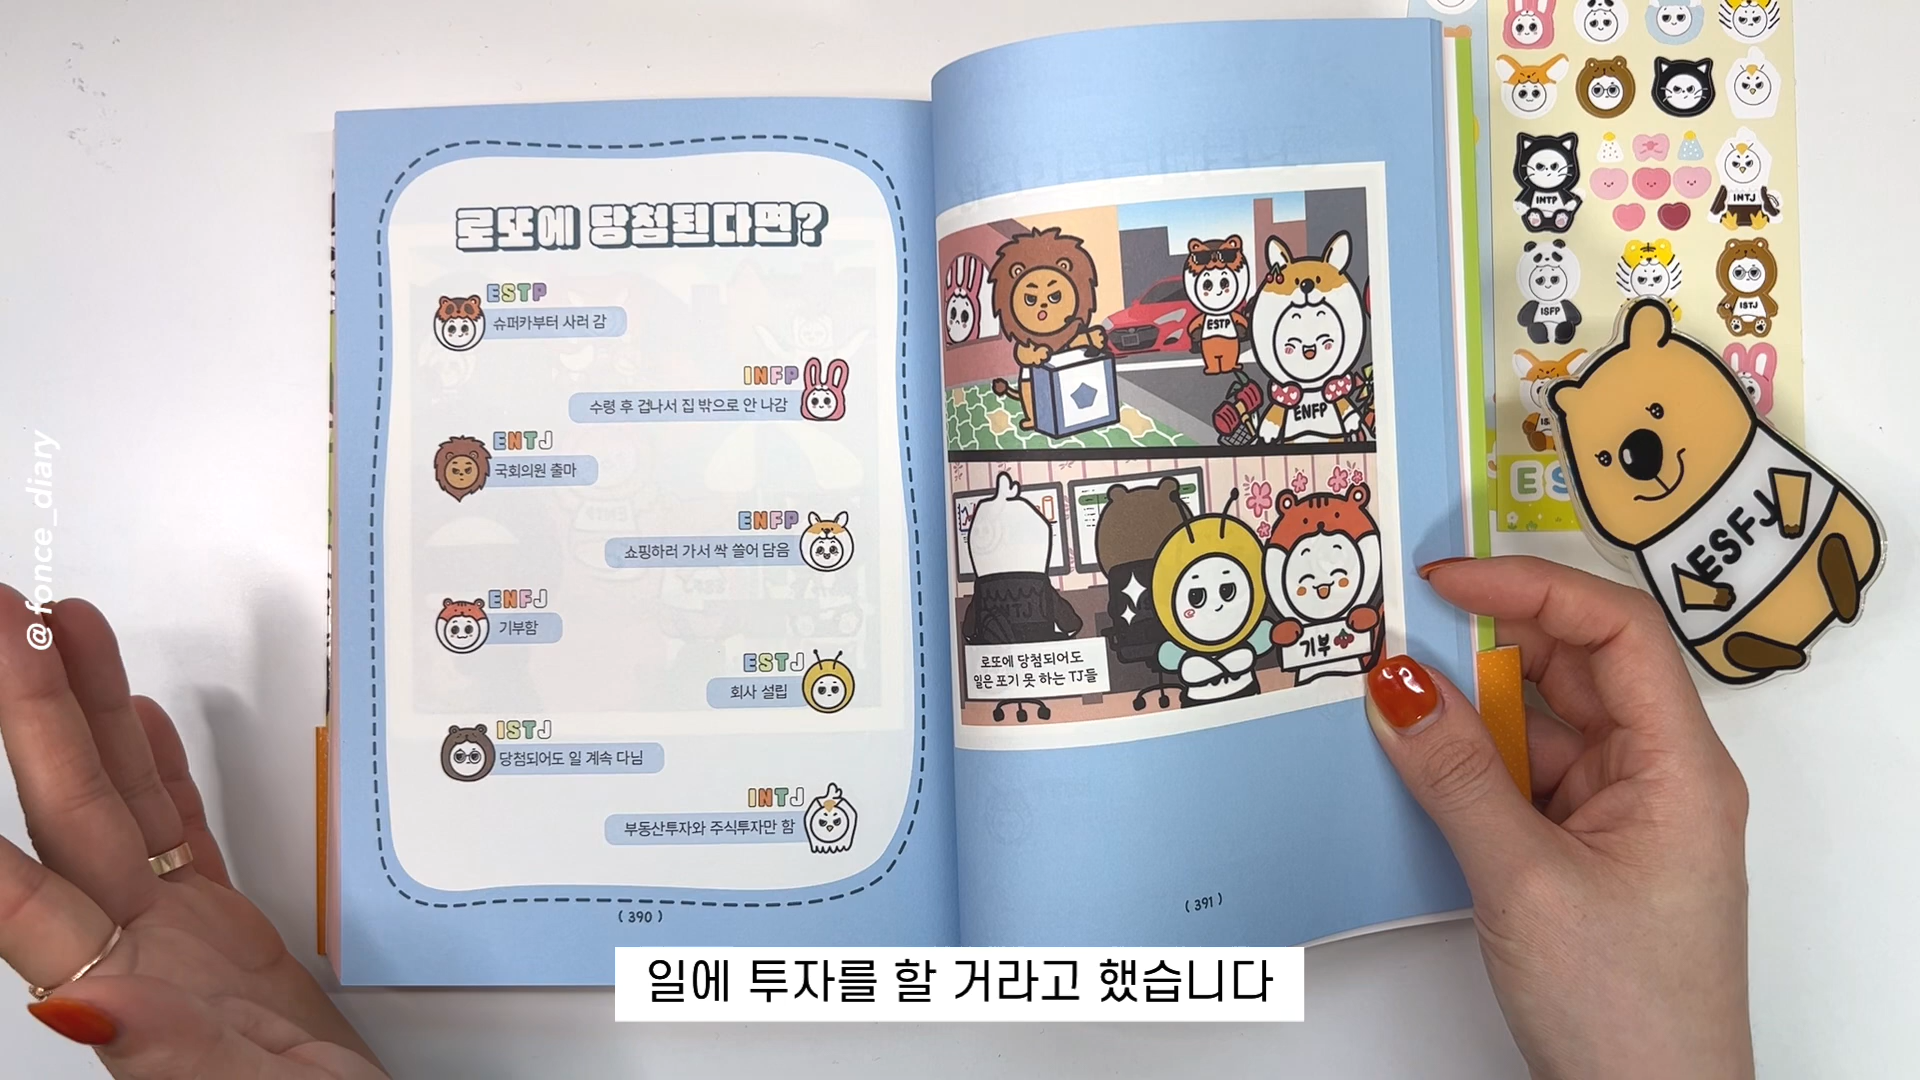 로또에 당첨된다면?
ESTP
슈퍼카부터 사러 감
INFP
수령 후 겁나서 집 밖으로 안 나감
ENTJ
국회의원 출마
ENFP
쇼핑하러 가서 싹 쓸어 담음
ENFJ
기부함
ESTJ
회사 설립
ISTJ
당첨되어도 일 계속 다님
INTJ
부동산투자와 주식투자만 함
( 390 )
ESTP
ENFP
로또에 당첨되어도
일은 포기 못 하는 TJ들
기부
( 391 )
INTP
INTJ
ISFP
ISTJ
ESFJ
@fonce_diary
일에 투자를 할 거라고 했습니다